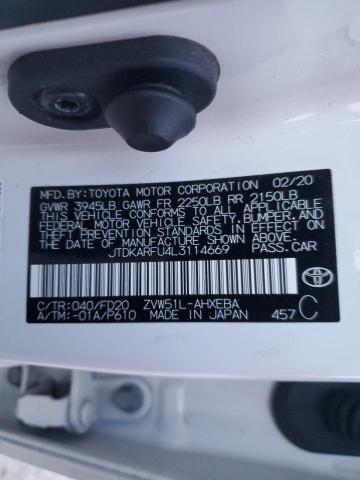 MFD. BY: TOYOTA MOTOR CORPORATION 02/20
GVWR 3945LB GAWR FR 2250LB RR 2150LB
THIS VEHICLE CONFORMS TO ALL APPLICABLE
FEDERAL MOTOR VEHICLE SAFETY, BUMPER, AND
THEFT PREVENTION STANDARDS IN EFFECT ON
THE DATE OF MANUFACTURE SHOWN ABOVE.
JTDKARFU4L3114669 PASS.CAR
C/TR: 040/FD20 ZVW51L-AHXEBA
A/TM: -01A/P610 MADE IN JAPAN 457 C
TOYOTA